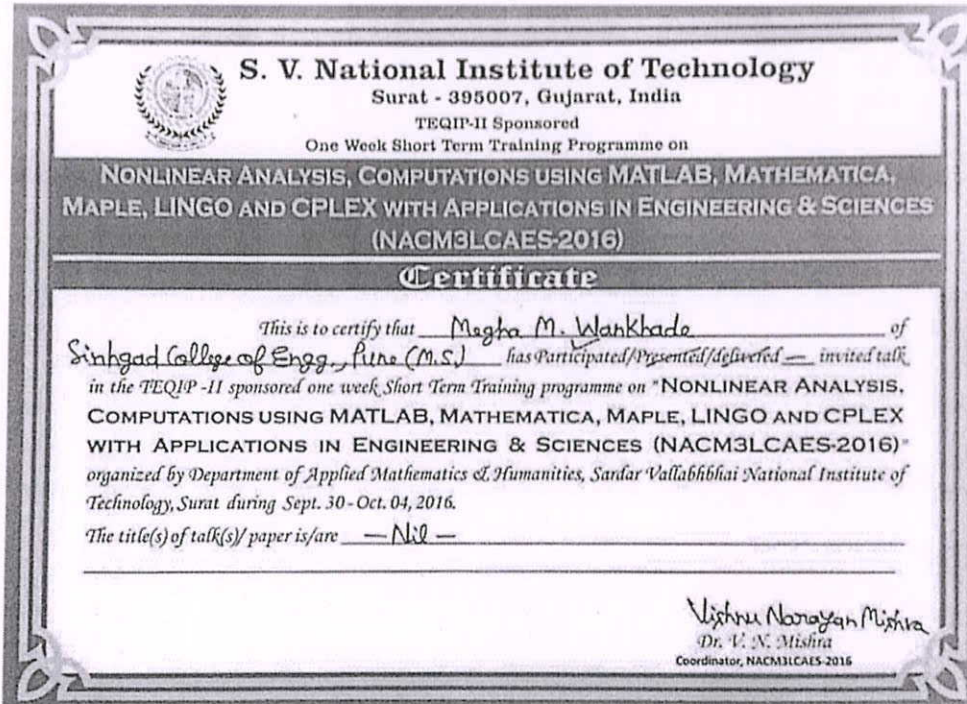 S. V. National Institute of Technology
Surat - 395007, Gujarat, India
TEQIP-II Sponsored
One Week Short Term Training Programme on
NONLINEAR ANALYSIS, COMPUTATIONS USING MATLAB, MATHEMATICA,
MAPLE, LINGO AND CPLEX WITH APPLICATIONS IN ENGINEERING & SCIENCES
(NACM3LCAES-2016)
Certificate
This is to certify that Megha M. Wankhade of
Sinhgad College of Engg., Pune (M.S.) has Participated/Presented/delivered — invited talk
in the TEQIP -II sponsored one week Short Term Training programme on "NONLINEAR ANALYSIS,
COMPUTATIONS USING MATLAB, MATHEMATICA, MAPLE, LINGO AND CPLEX
WITH APPLICATIONS IN ENGINEERING & SCIENCES (NACM3LCAES-2016)"
organized by Department of Applied Mathematics & Humanities, Sardar Vallabhbhai National Institute of
Technology, Surat during Sept. 30 - Oct. 04, 2016.
The title(s) of talk(s)/ paper is/are — Nil —
Vishnu Narayan Mishra
Dr. V. N. Mishra
Coordinator, NACM3LCAES-2016